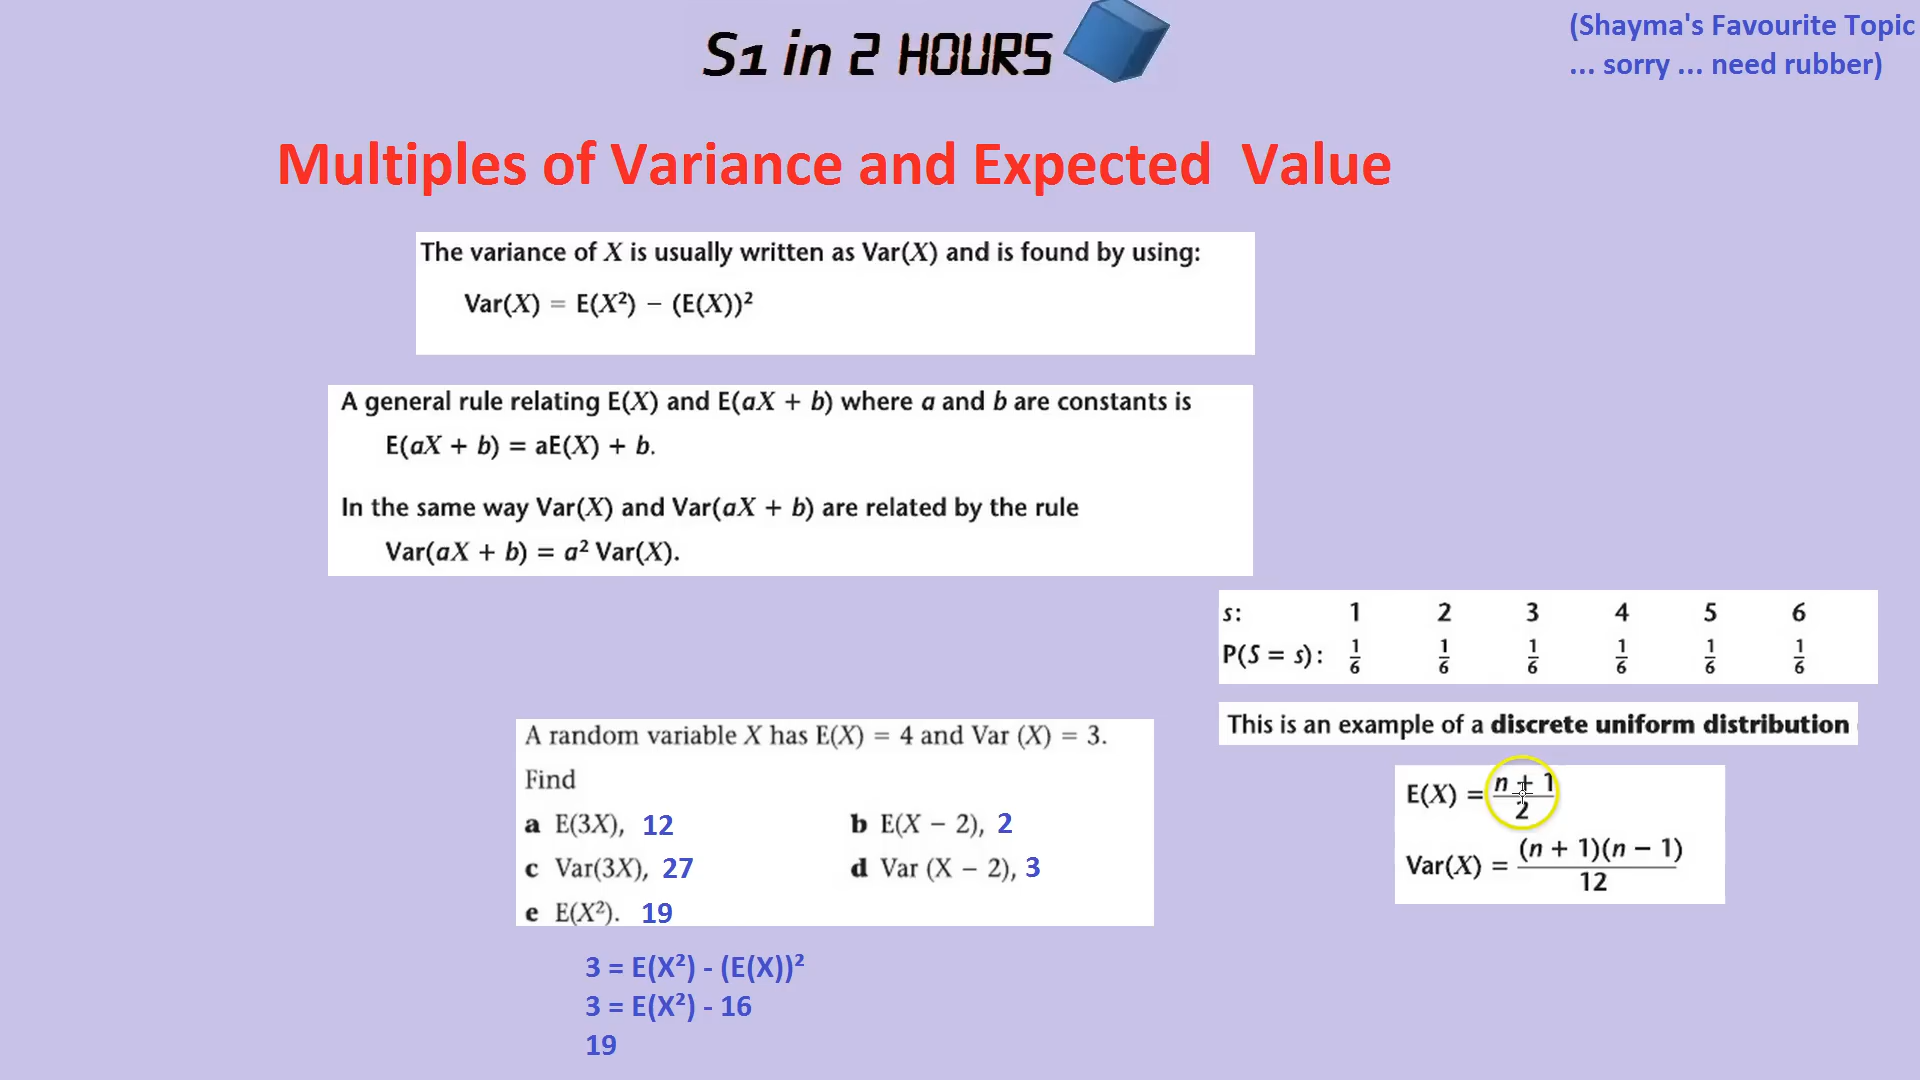 S1 in 2 HOURS
(Shayma's Favourite Topic
... sorry ... need rubber)
Multiples of Variance and Expected Value
The variance of X is usually written as Var(X) and is found by using:
Var(X) = E(X²) − (E(X))²
A general rule relating E(X) and E(aX + b) where a and b are constants is
E(aX + b) = aE(X) + b.
In the same way Var(X) and Var(aX + b) are related by the rule
Var(aX + b) = a² Var(X).
s: 1 2 3 4 5 6
P(S = s): 1/6 1/6 1/6 1/6 1/6 1/6
This is an example of a discrete uniform distribution
E(X) = n + 1 / 2
Var(X) = (n + 1)(n − 1) / 12
A random variable X has E(X) = 4 and Var (X) = 3.
Find
a E(3X), 12 b E(X − 2), 2
c Var(3X), 27 d Var (X − 2), 3
e E(X²). 19
3 = E(X²) - (E(X))²
3 = E(X²) - 16
19